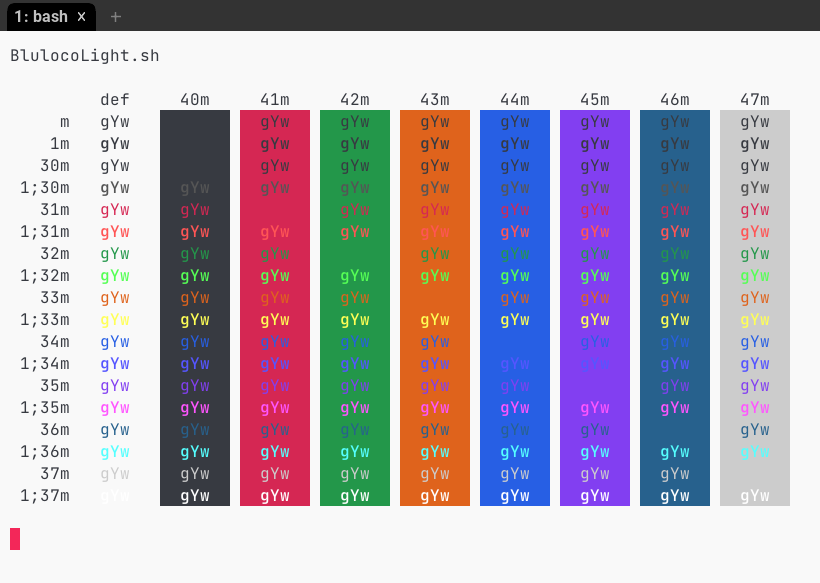 1: bash × +
BlulocoLight.sh
def 40m 41m 42m 43m 44m 45m 46m 47m
m gYw gYw gYw gYw gYw gYw gYw gYw
1m gYw gYw gYw gYw gYw gYw gYw gYw
30m gYw gYw gYw gYw gYw gYw gYw gYw
1;30m gYw gYw gYw gYw gYw gYw gYw gYw gYw
31m gYw gYw gYw gYw gYw gYw gYw gYw
1;31m gYw gYw gYw gYw gYw gYw gYw gYw gYw
32m gYw gYw gYw gYw gYw gYw gYw gYw
1;32m gYw gYw gYw gYw gYw gYw gYw gYw gYw
33m gYw gYw gYw gYw gYw gYw gYw gYw
1;33m gYw gYw gYw gYw gYw gYw gYw gYw gYw
34m gYw gYw gYw gYw gYw gYw gYw gYw
1;34m gYw gYw gYw gYw gYw gYw gYw gYw gYw
35m gYw gYw gYw gYw gYw gYw gYw gYw
1;35m gYw gYw gYw gYw gYw gYw gYw gYw gYw
36m gYw gYw gYw gYw gYw gYw gYw gYw
1;36m gYw gYw gYw gYw gYw gYw gYw gYw gYw
37m gYw gYw gYw gYw gYw gYw gYw gYw
1;37m gYw gYw gYw gYw gYw gYw gYw gYw gYw